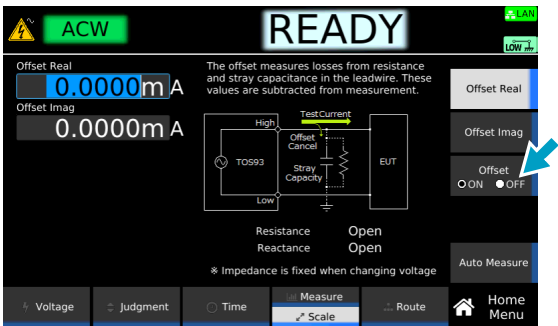 ACW
READY
LAN
LOW
Offset Real
0.0000m A
Offset Imag
0.0000m A
The offset measures losses from resistance
and stray capacitance in the leadwire. These
values are subtracted from measurement.
TestCurrent
High
Offset
Cancel
TOS93
Stray
Capacity
EUT
Low
Resistance Open
Reactance Open
※ Impedance is fixed when changing voltage
Offset Real
Offset Imag
Offset
ON OFF
Auto Measure
Voltage
Judgment
Time
Measure
Scale
Route
Home
Menu